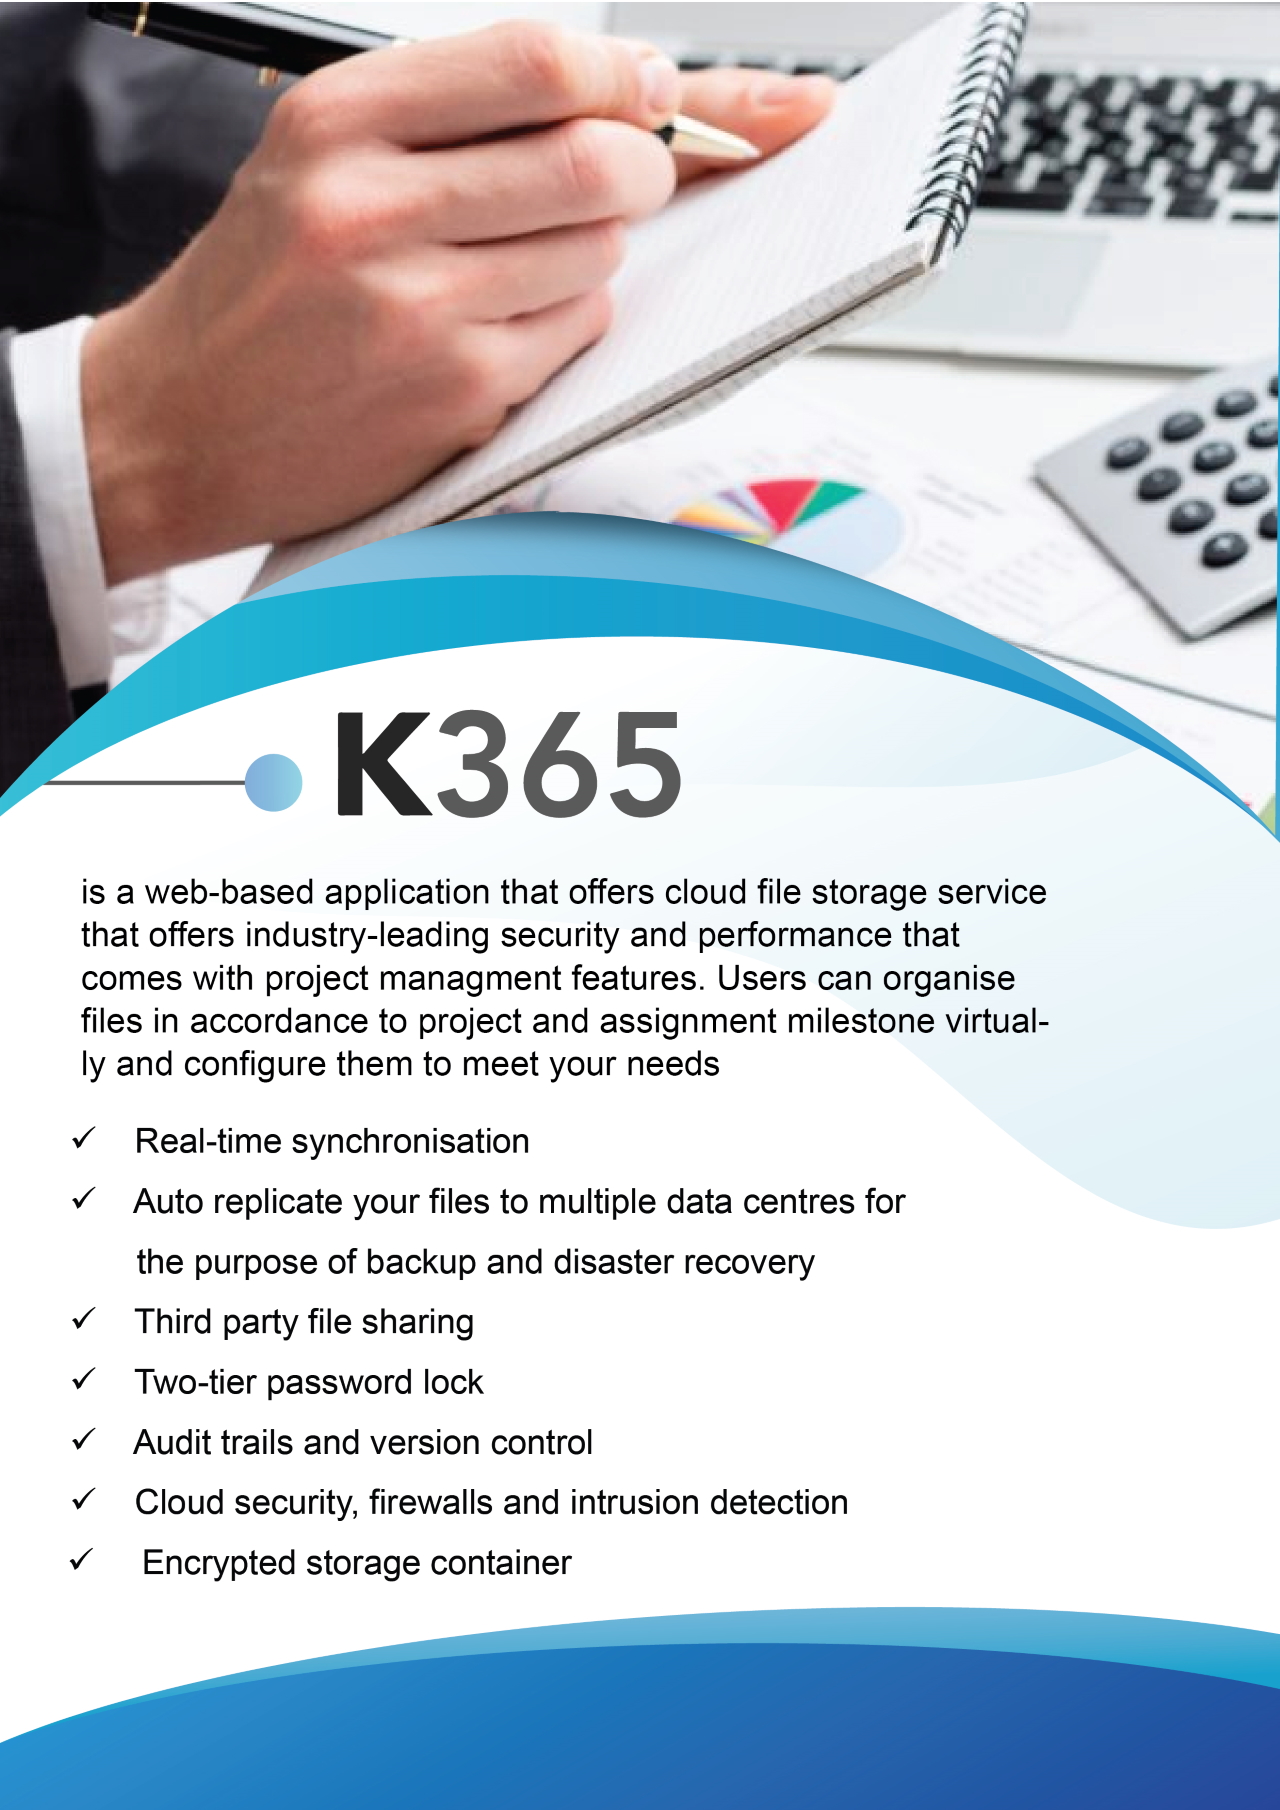 K365
is a web-based application that offers cloud file storage service
that offers industry-leading security and performance that
comes with project managment features. Users can organise
files in accordance to project and assignment milestone virtual-
ly and configure them to meet your needs
✓ Real-time synchronisation
✓ Auto replicate your files to multiple data centres for
the purpose of backup and disaster recovery
✓ Third party file sharing
✓ Two-tier password lock
✓ Audit trails and version control
✓ Cloud security, firewalls and intrusion detection
✓ Encrypted storage container